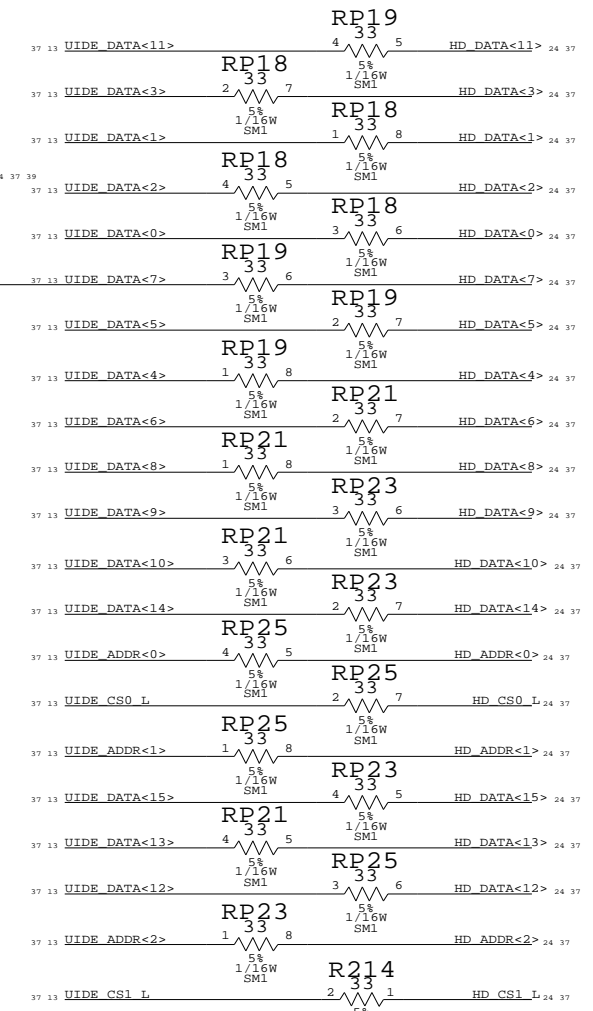 RP19
33
37 13 UIDE_DATA<11> 4 5 HD_DATA<11> 24 37
5%
1/16W
SM1
RP18
33
37 13 UIDE_DATA<3> 2 7 HD_DATA<3> 24 37
5%
1/16W
SM1
RP18
33
37 13 UIDE_DATA<1> 1 8 HD_DATA<1> 24 37
5%
1/16W
SM1
4 37 39
RP18
33
37 13 UIDE_DATA<2> 4 5 HD_DATA<2> 24 37
5%
1/16W
SM1
RP18
33
37 13 UIDE_DATA<0> 3 6 HD_DATA<0> 24 37
5%
1/16W
SM1
RP19
33
37 13 UIDE_DATA<7> 3 6 HD_DATA<7> 24 37
5%
1/16W
SM1
RP19
33
37 13 UIDE_DATA<5> 2 7 HD_DATA<5> 24 37
5%
1/16W
SM1
RP19
33
37 13 UIDE_DATA<4> 1 8 HD_DATA<4> 24 37
5%
1/16W
SM1
RP21
33
37 13 UIDE_DATA<6> 2 7 HD_DATA<6> 24 37
5%
1/16W
SM1
RP21
33
37 13 UIDE_DATA<8> 1 8 HD_DATA<8> 24 37
5%
1/16W
SM1
RP23
33
37 13 UIDE_DATA<9> 3 6 HD_DATA<9> 24 37
5%
1/16W
SM1
RP21
33
37 13 UIDE_DATA<10> 3 6 HD_DATA<10> 24 37
5%
1/16W
SM1
RP23
33
37 13 UIDE_DATA<14> 2 7 HD_DATA<14> 24 37
5%
1/16W
SM1
RP25
33
37 13 UIDE_ADDR<0> 4 5 HD_ADDR<0> 24 37
5%
1/16W
SM1
RP25
33
37 13 UIDE_CS0_L 2 7 HD_CS0_L 24 37
5%
1/16W
SM1
RP25
33
37 13 UIDE_ADDR<1> 1 8 HD_ADDR<1> 24 37
5%
1/16W
SM1
RP23
33
37 13 UIDE_DATA<15> 4 5 HD_DATA<15> 24 37
5%
1/16W
SM1
RP21
33
37 13 UIDE_DATA<13> 4 5 HD_DATA<13> 24 37
5%
1/16W
SM1
RP25
33
37 13 UIDE_DATA<12> 3 6 HD_DATA<12> 24 37
5%
1/16W
SM1
RP23
33
37 13 UIDE_ADDR<2> 1 8 HD_ADDR<2> 24 37
5%
1/16W
SM1
R214
33
37 13 UIDE_CS1_L 2 1 HD_CS1_L 24 37